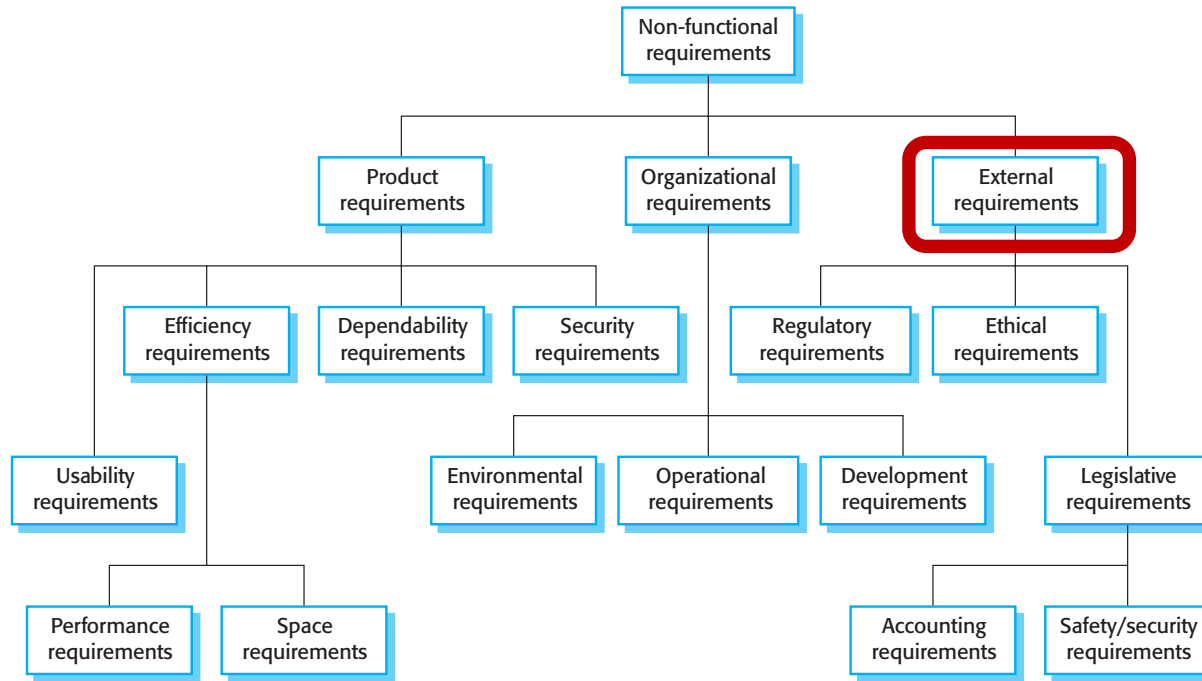 Non-functional
requirements
Product
requirements
Organizational
requirements
External
requirements
Efficiency
requirements
Dependability
requirements
Security
requirements
Regulatory
requirements
Ethical
requirements
Usability
requirements
Environmental
requirements
Operational
requirements
Development
requirements
Legislative
requirements
Performance
requirements
Space
requirements
Accounting
requirements
Safety/security
requirements